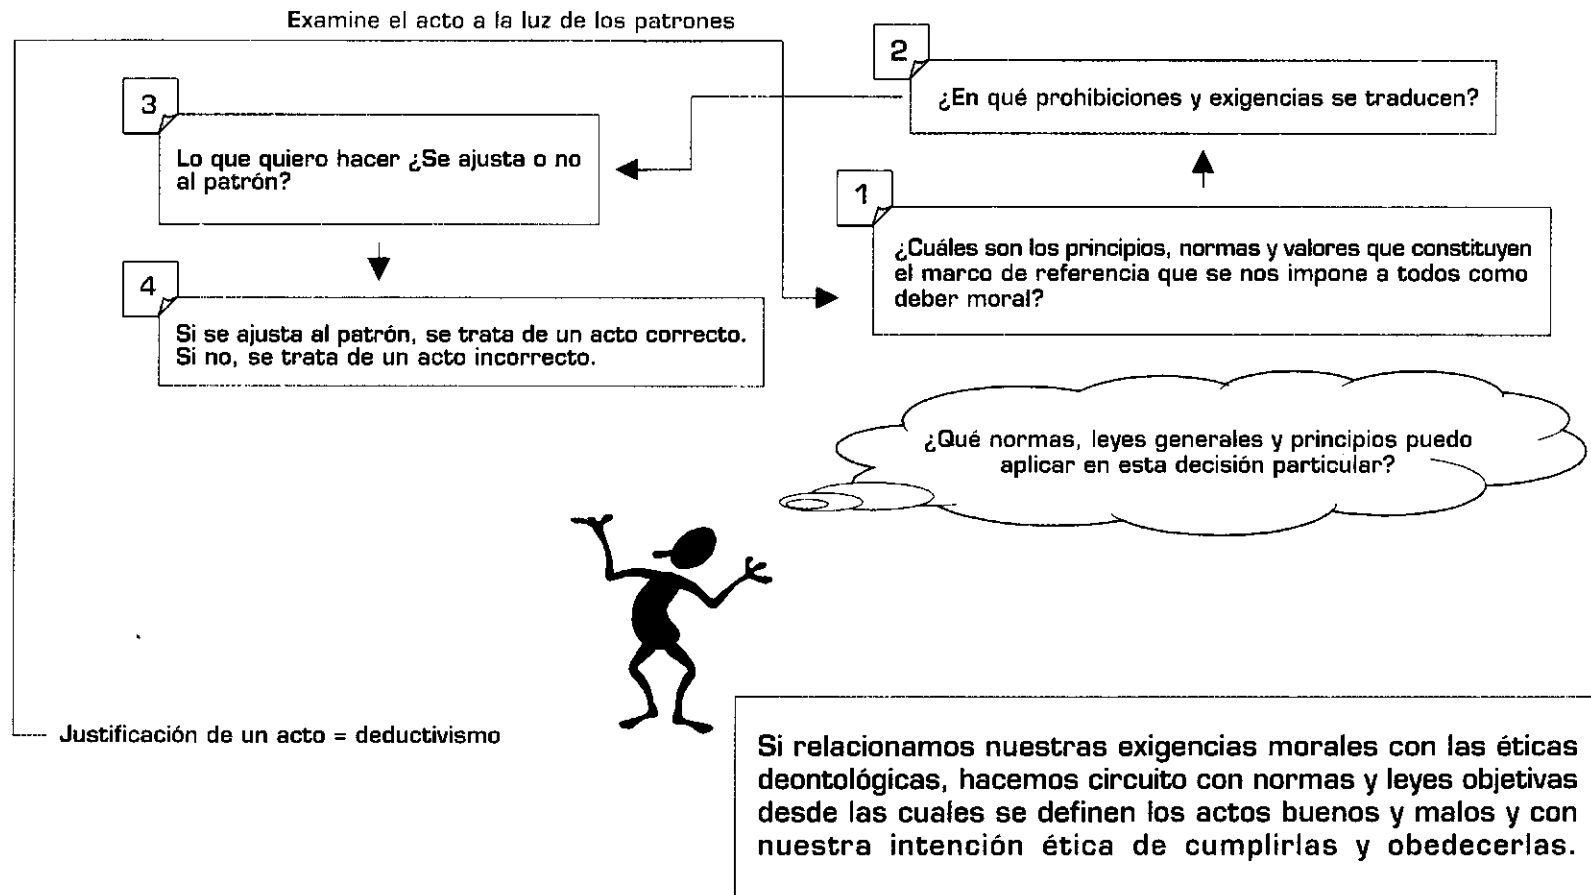 Examine el acto a la luz de los patrones
2
¿En qué prohibiciones y exigencias se traducen?
3
Lo que quiero hacer ¿Se ajusta o no
al patrón?
1
¿Cuáles son los principios, normas y valores que constituyen
el marco de referencia que se nos impone a todos como
deber moral?
4
Si se ajusta al patrón, se trata de un acto correcto.
Si no, se trata de un acto incorrecto.
¿Qué normas, leyes generales y principios puedo
aplicar en esta decisión particular?
Justificación de un acto = deductivismo
Si relacionamos nuestras exigencias morales con las éticas
deontológicas, hacemos circuito con normas y leyes objetivas
desde las cuales se definen los actos buenos y malos y con
nuestra intención ética de cumplirlas y obedecerlas.